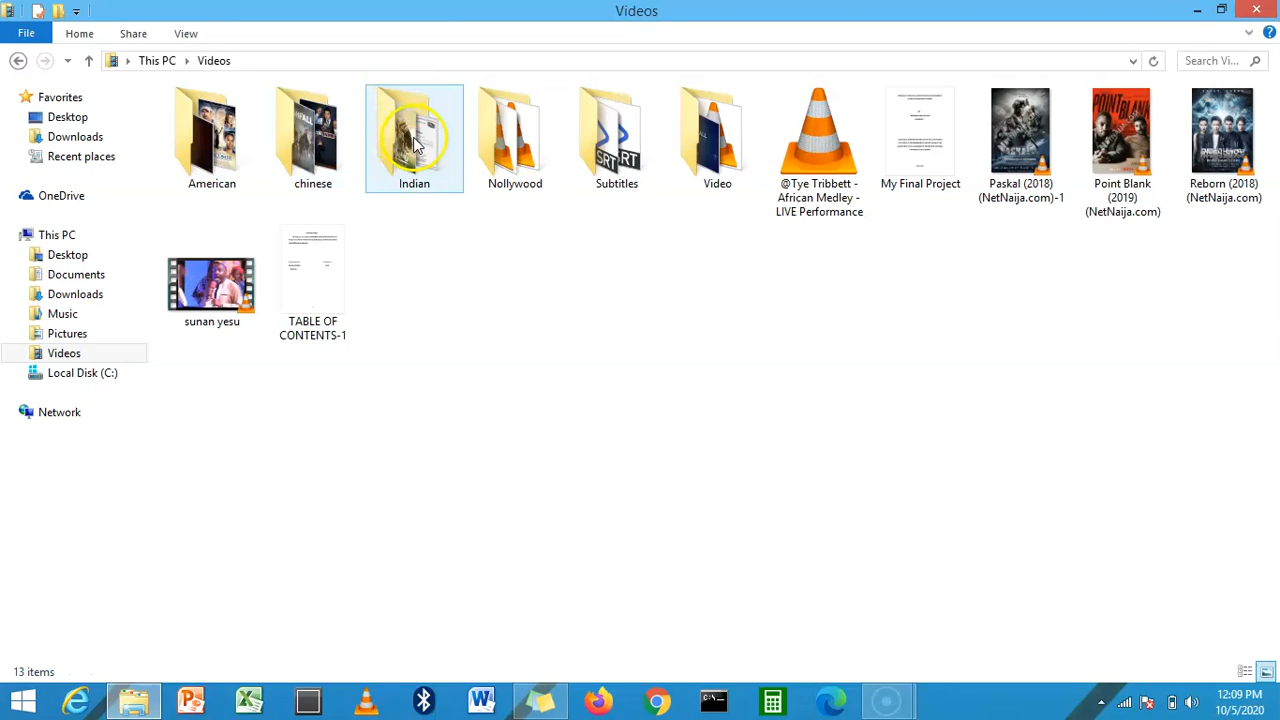 Videos
File
Home
Share
View
This PC
Videos
Search Vi...
Favorites
Desktop
Downloads
Recent places
OneDrive
This PC
Desktop
Documents
Downloads
Music
Pictures
Videos
Local Disk (C:)
Network
American
chinese
Indian
Nollywood
Subtitles
Video
@Tye Tribbett -
African Medley -
LIVE Performance
My Final Project
Paskal (2018)
(NetNaija.com)-1
Point Blank
(2019)
(NetNaija.com)
Reborn (2018)
(NetNaija.com)
sunan yesu
TABLE OF
CONTENTS-1
POINT BLANK
13 items
12:09 PM
10/5/2020